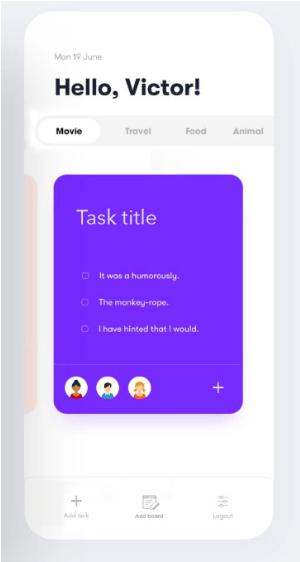 Mon 19 June
Hello, Victor!
Movie Travel Food Animal
Task title
It was a humorously.
The monkey-rope.
I have hinted that I would.
Add task Add board Logout